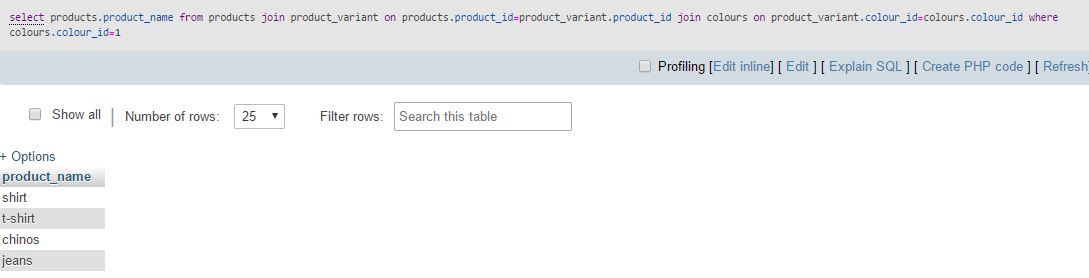 select products.product_name from products join product_variant on products.product_id=product_variant.product_id join colours on product_variant.colour_id=colours.colour_id where
colours.colour_id=1
Profiling [Edit inline] [ Edit ] [ Explain SQL ] [ Create PHP code ] [ Refresh]
Show all | Number of rows: 25 Filter rows: Search this table
+ Options
product_name
shirt
t-shirt
chinos
jeans